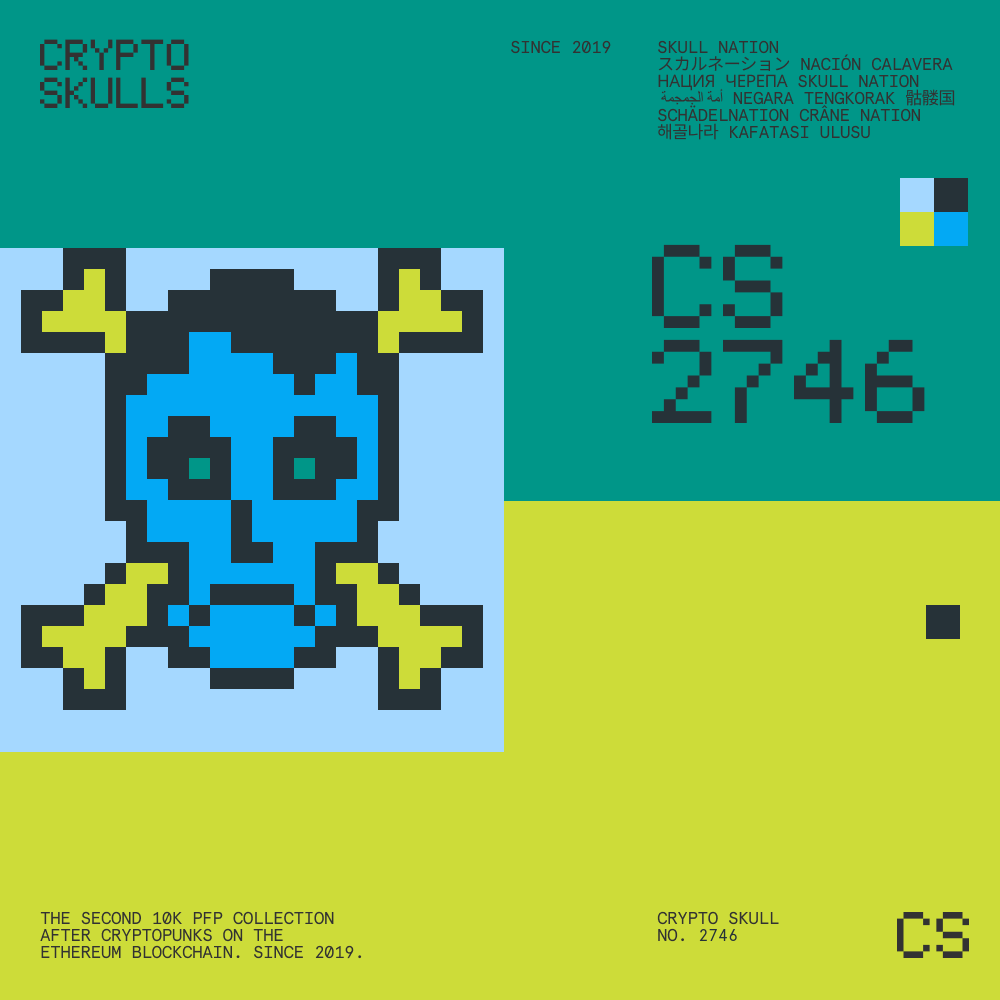 CRYPTO
SKULLS
SINCE 2019
SKULL NATION
スカルネーション NACIÓN CALAVERA
НАЦИЯ ЧЕРЕПА SKULL NATION
أمة الجمجمة NEGARA TENGKORAK 骷髅国
SCHÄDELNATION CRÂNE NATION
해골나라 KAFATASI ULUSU
CS
2746
THE SECOND 10K PFP COLLECTION
AFTER CRYPTOPUNKS ON THE
ETHEREUM BLOCKCHAIN. SINCE 2019.
CRYPTO SKULL
NO. 2746
CS